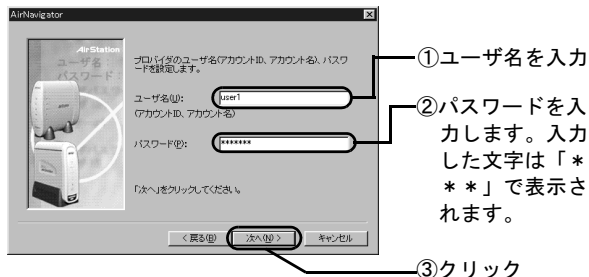 AirNavigator
AirStation
ユーザ名
パスワード
プロバイダのユーザ名(アカウントID、アカウント名)、パスワ
ードを設定します。
ユーザ名(U):
user1
(アカウントID、アカウント名)
パスワード(P):
*******
「次へ」をクリックしてください。
< 戻る(B)
次へ(N) >
キャンセル
①ユーザ名を入力
②パスワードを入
力します。入力
した文字は「*
**」で表示さ
れます。
③クリック